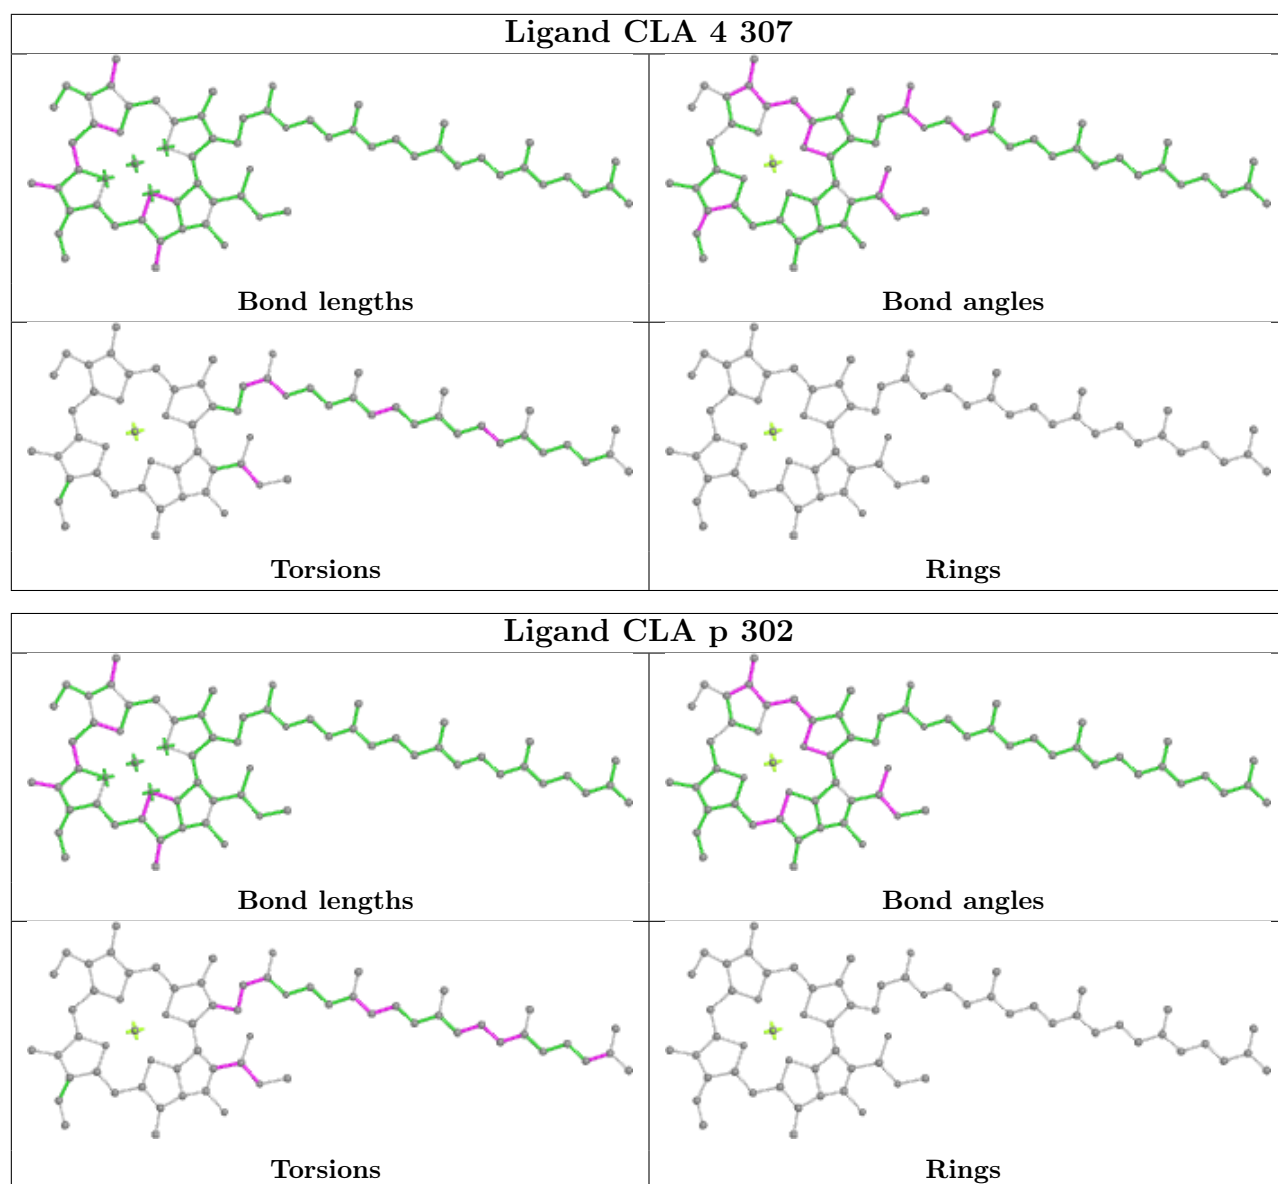 Ligand CLA 4 307
Bond lengths
Bond angles
Torsions
Rings
Ligand CLA p 302
Bond lengths
Bond angles
Torsions
Rings